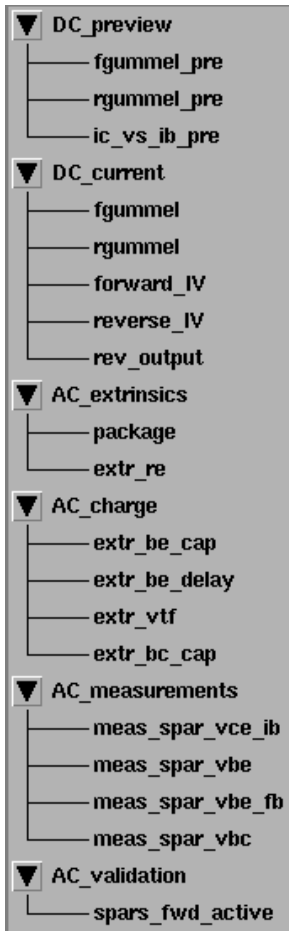 DC_preview
fgummel_pre
rgummel_pre
ic_vs_ib_pre
DC_current
fgummel
rgummel
forward_IV
reverse_IV
rev_output
AC_extrinsics
package
extr_re
AC_charge
extr_be_cap
extr_be_delay
extr_vtf
extr_bc_cap
AC_measurements
meas_spar_vce_ib
meas_spar_vbe
meas_spar_vbe_fb
meas_spar_vbc
AC_validation
spars_fwd_active